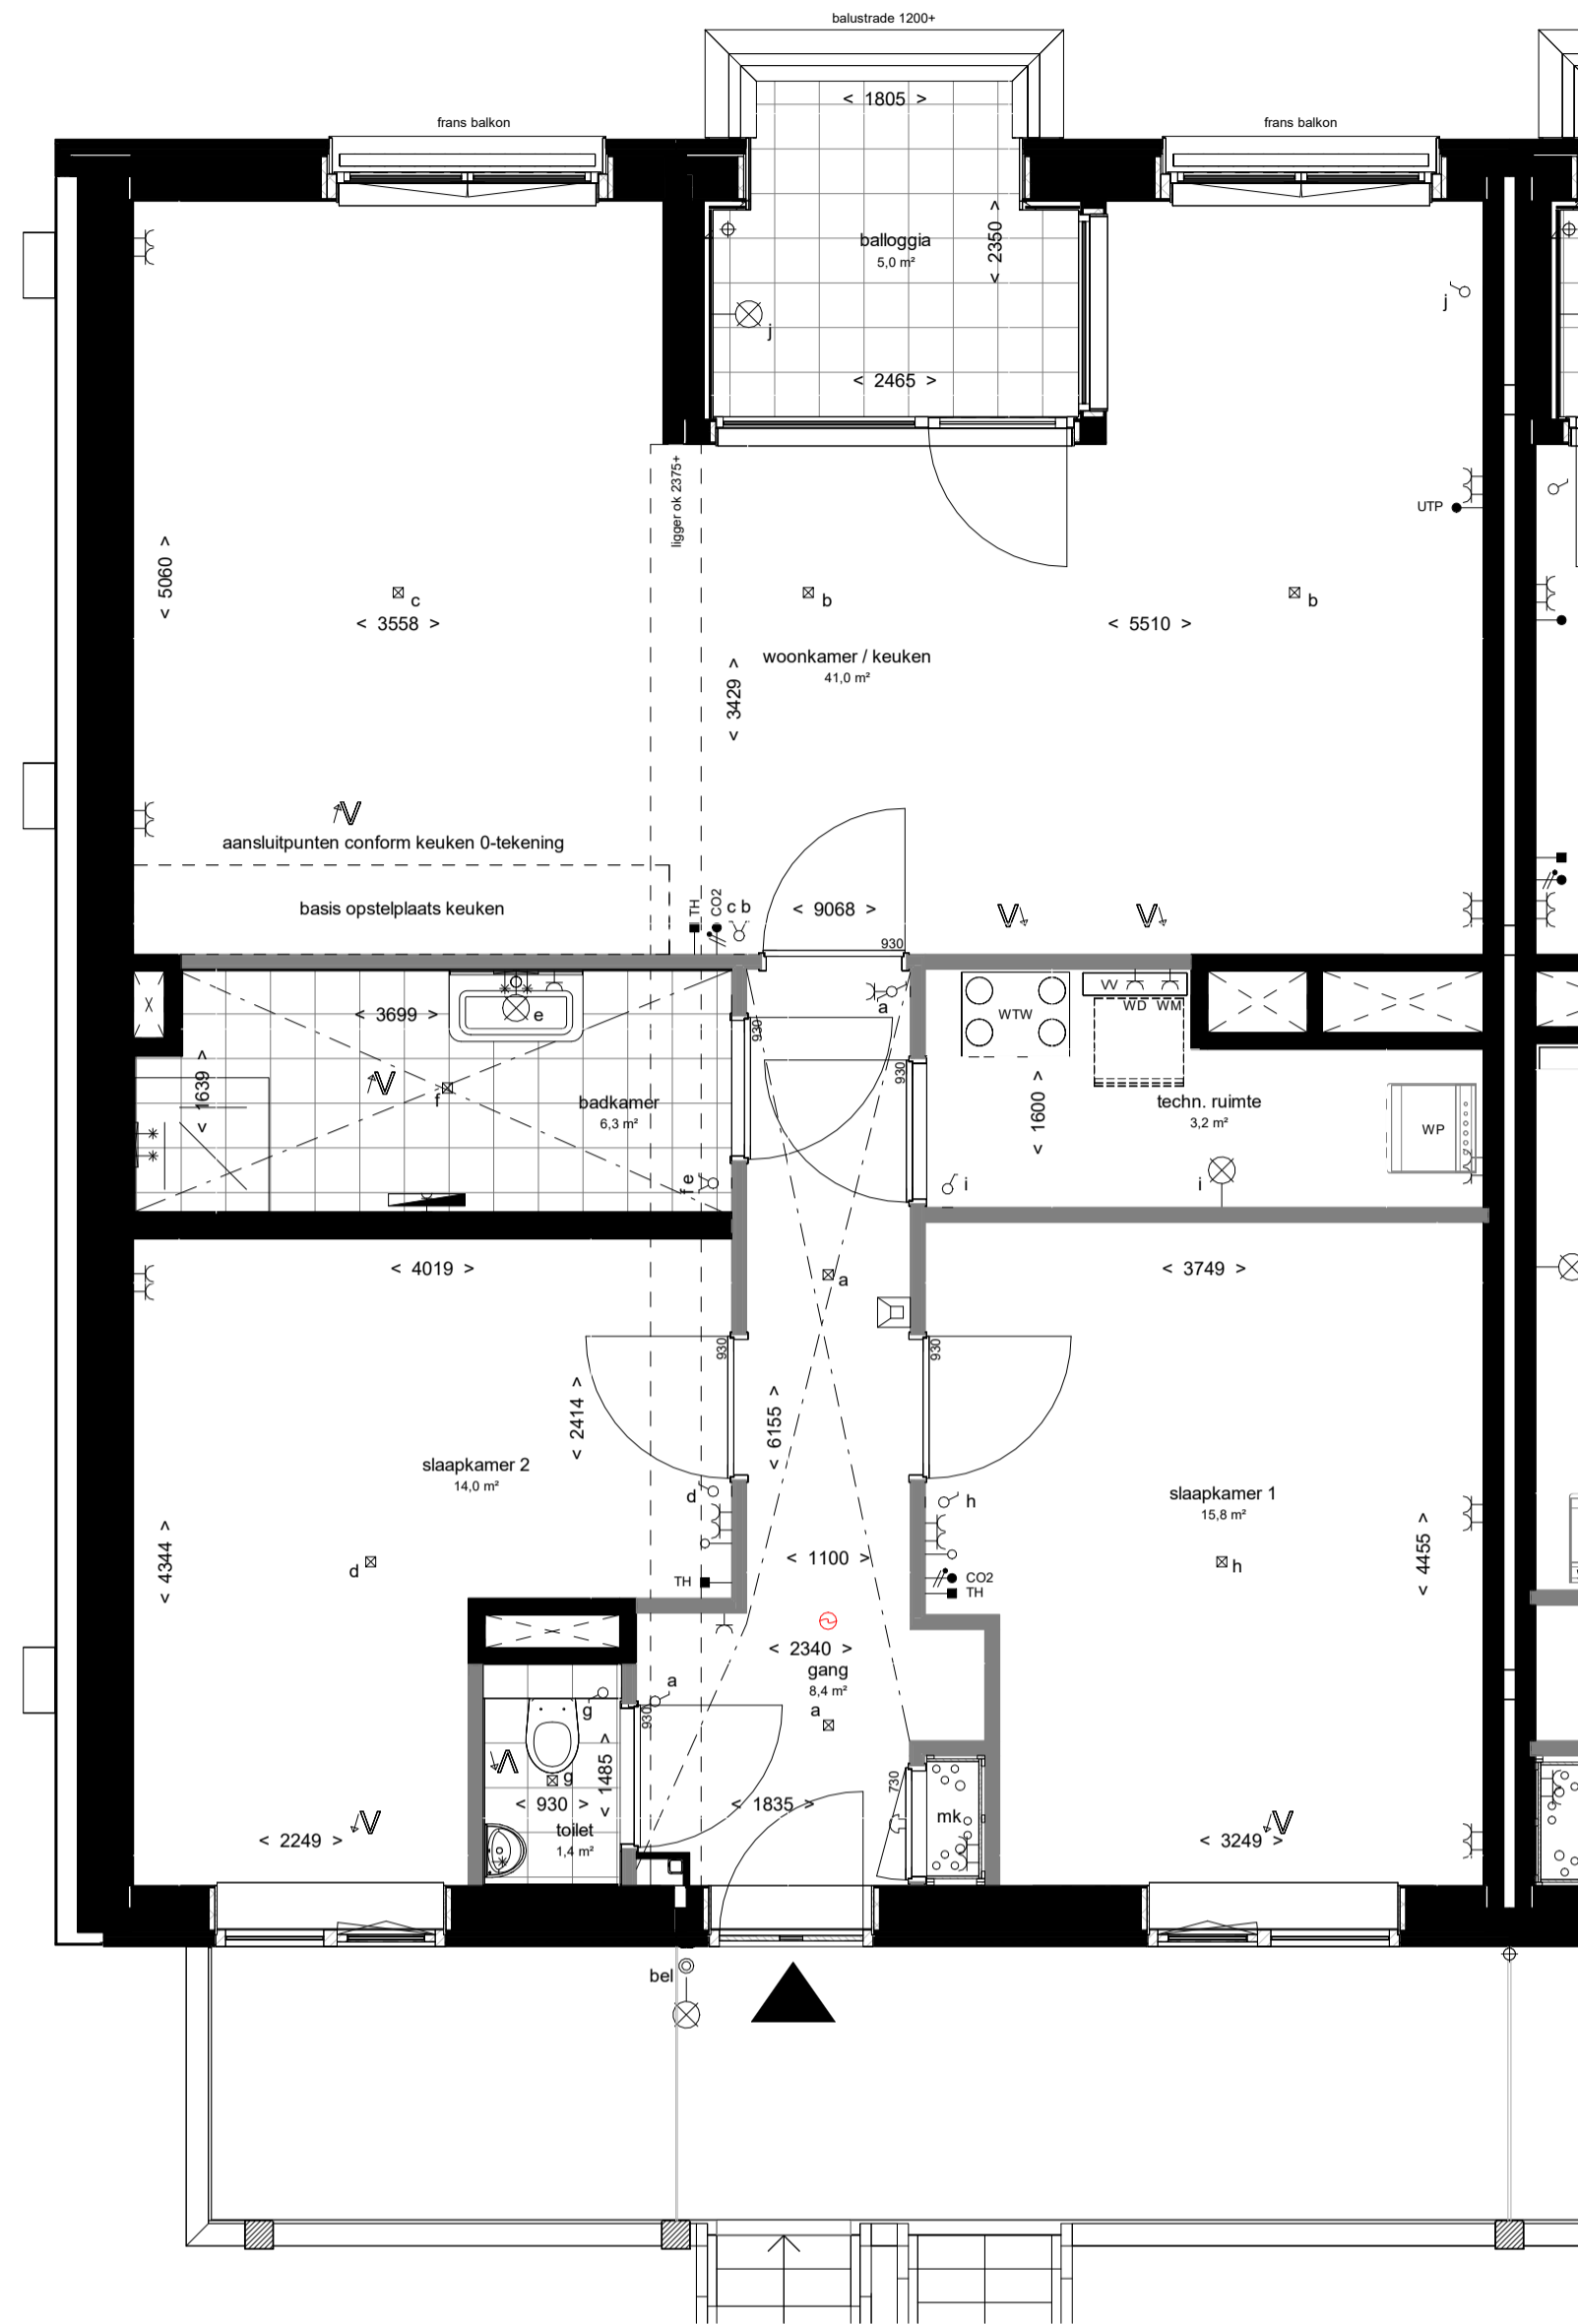 balustrade 1200+
frans balkon
< 1805 >
frans balkon
balloggia
5,0 m²
< 2350 >
j
j
< 2465 >
ligger ok 2375+
UTP
< 5060 >
c
b
b
< 3558 >
< 5510 >
woonkamer / keuken
41,0 m²
< 3429 >
V
aansluitpunten conform keuken 0-tekening
basis opstelplaats keuken
TH
CO2
c b
< 9068 >
V
V
930
a
< 3699 >
e
WTW
VV
WD
WM
930
930
< 1639 >
V
f
badkamer
6,3 m²
< 1600 >
techn. ruimte
3,2 m²
WP
f e
i
i
< 4019 >
a
< 3749 >
930
930
< 2414 >
< 6155 >
slaapkamer 2
14,0 m²
d
slaapkamer 1
15,8 m²
h
< 4344 >
d
< 1100 >
h
< 4455 >
TH
CO2
TH
< 2340 >
gang
8,4 m²
a
a
g
930
V
g
< 1485 >
730
< 930 >
< 1835 >
mk
toilet
1,4 m²
< 2249 >
V
< 3249 >
V
bel